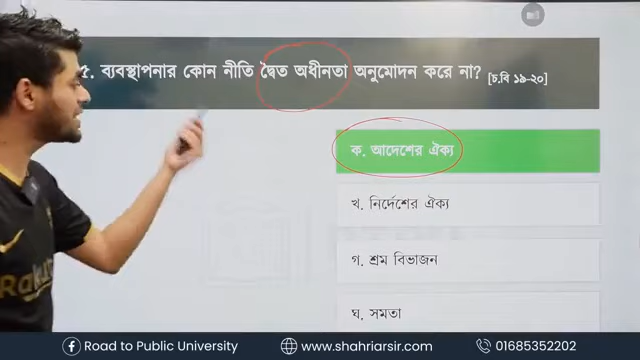 ৫. ব্যবস্থাপনার কোন নীতি দ্বৈত অধীনতা অনুমোদন করে না? [চ.বি ১৯-২০]
ক. আদেশের ঐক্য
খ. নির্দেশের ঐক্য
গ. শ্রম বিভাজন
ঘ. সমতা
Rakuten
Road to Public University
www.shahriarsir.com
01685352202